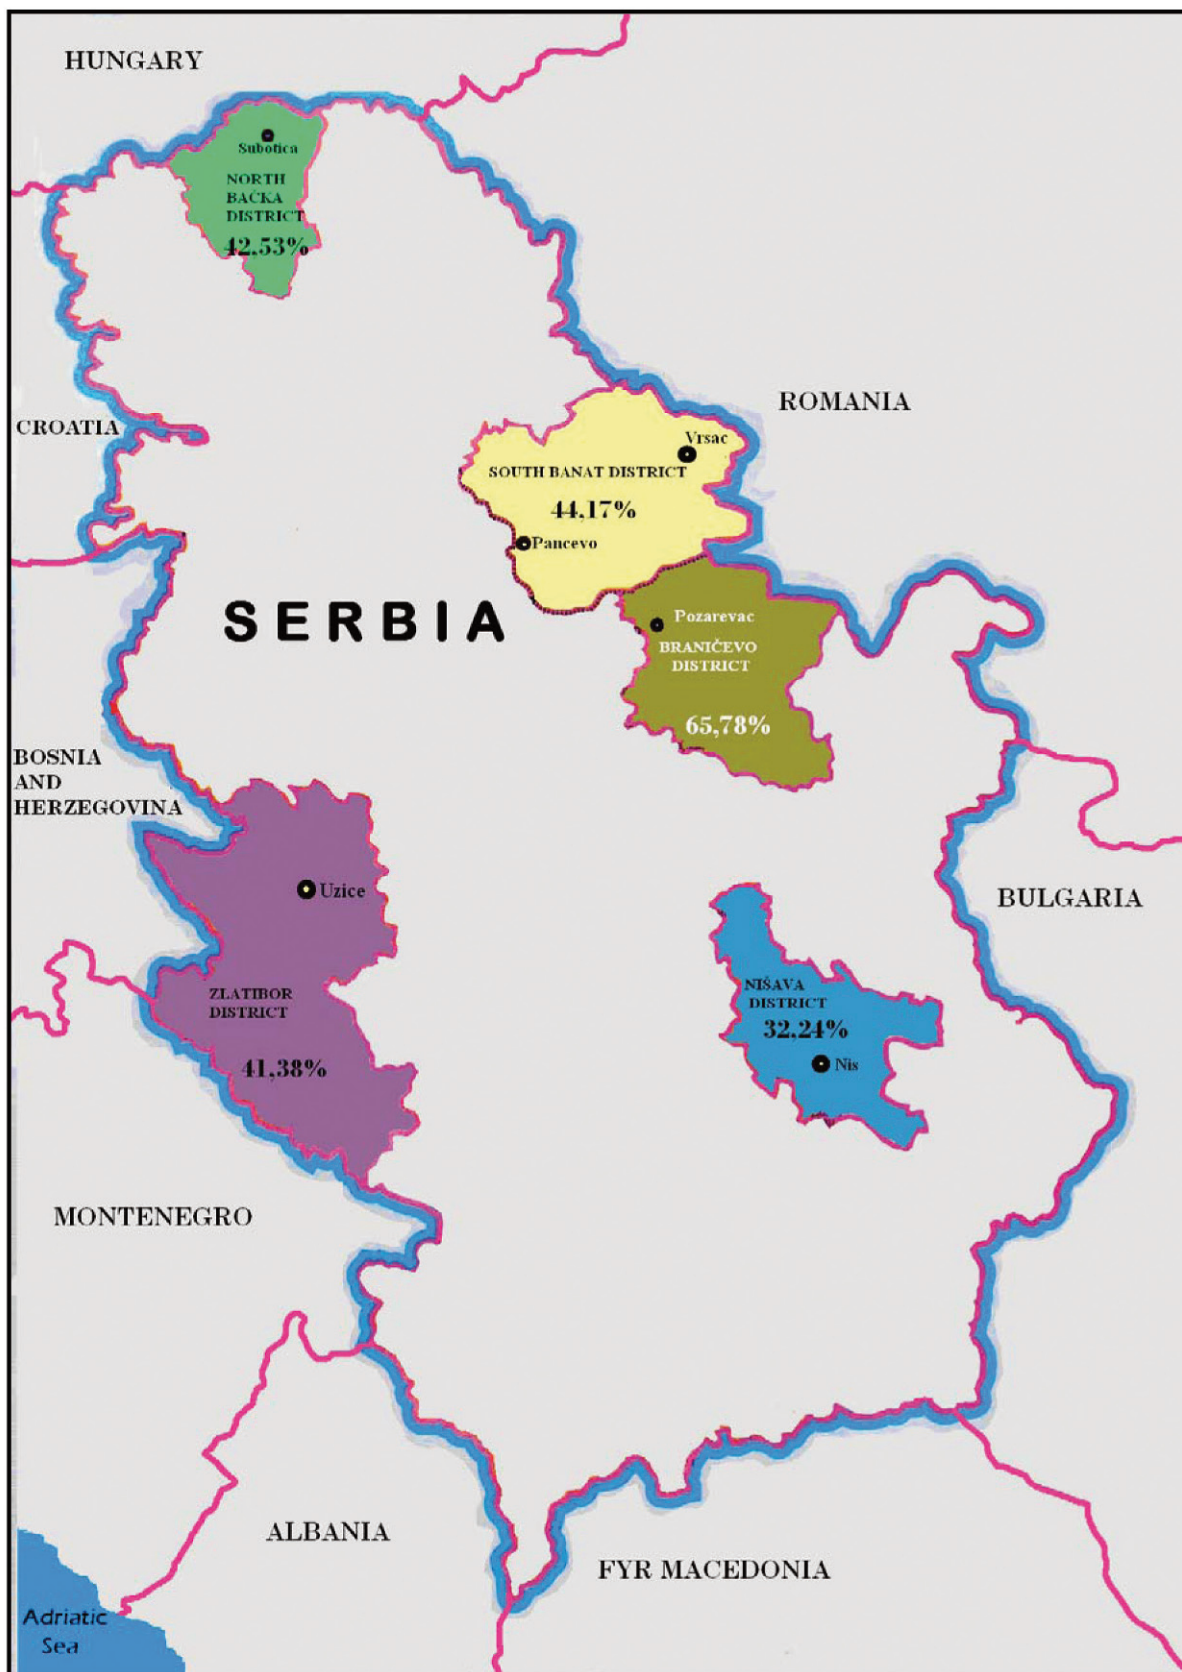 HUNGARY
Subotica
NORTH
BAČKA
DISTRICT
42,53%
ROMANIA
CROATIA
Vrsac
SOUTH BANAT DISTRICT
44,17%
Pancevo
SERBIA
Pozarevac
BRANIČEVO
DISTRICT
65,78%
BOSNIA
AND
HERZEGOVINA
Uzice
BULGARIA
ZLATIBOR
DISTRICT
41,38%
NIŠAVA
DISTRICT
32,24%
Nis
MONTENEGRO
ALBANIA
FYR MACEDONIA
Adriatic
Sea